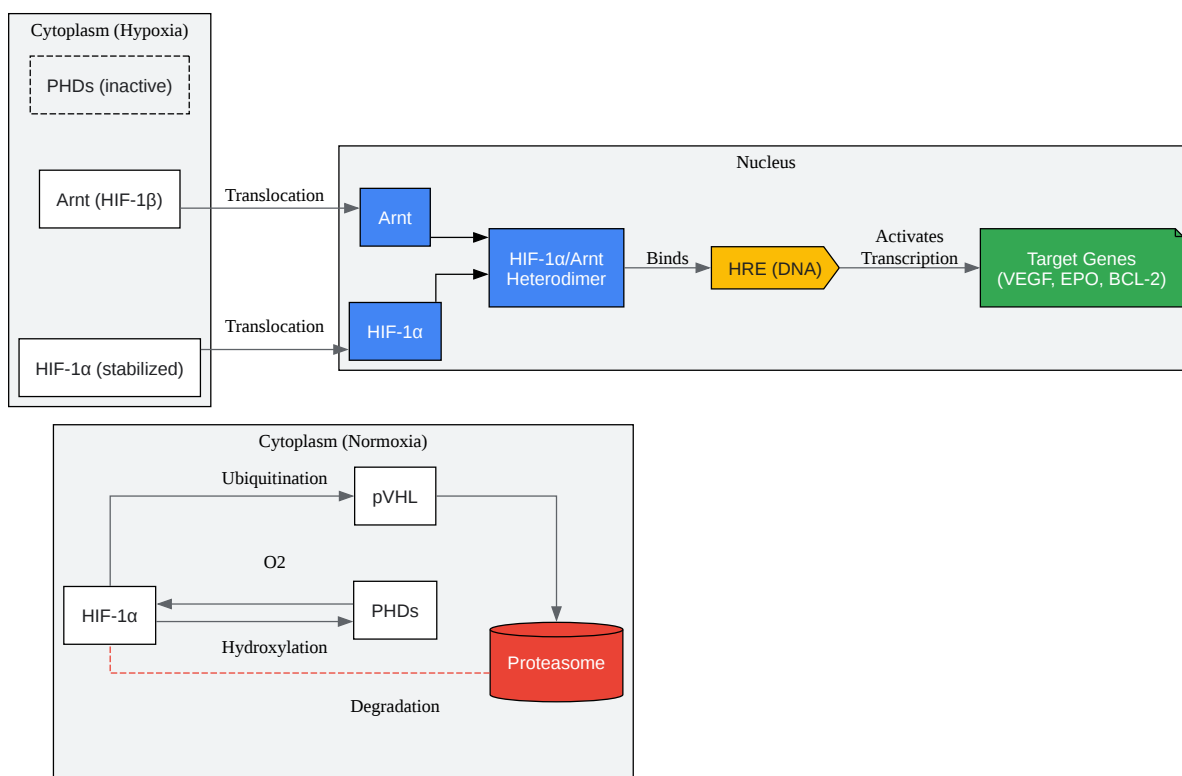 Cytoplasm (Hypoxia)
PHDs (inactive)
Arnt (HIF-1β)
HIF-1α (stabilized)
Translocation
Translocation
Nucleus
Arnt
HIF-1α
HIF-1α/Arnt
Heterodimer
Binds
HRE (DNA)
Activates
Transcription
Target Genes
(VEGF, EPO, BCL-2)
Cytoplasm (Normoxia)
Ubiquitination
pVHL
O2
HIF-1α
PHDs
Hydroxylation
Proteasome
Degradation